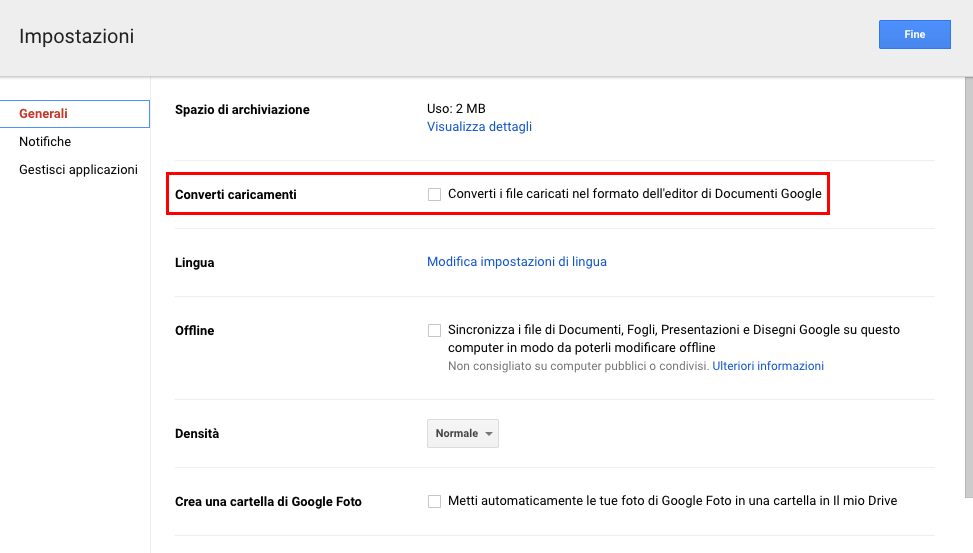 Impostazioni
Fine
Generali
Notifiche
Gestisci applicazioni
Spazio di archiviazione
Uso: 2 MB
Visualizza dettagli
Converti caricamenti
Converti i file caricati nel formato dell'editor di Documenti Google
Lingua
Modifica impostazioni di lingua
Offline
Sincronizza i file di Documenti, Fogli, Presentazioni e Disegni Google su questo
computer in modo da poterli modificare offline
Non consigliato su computer pubblici o condivisi. Ulteriori informazioni
Densità
Normale
Crea una cartella di Google Foto
Metti automaticamente le tue foto di Google Foto in una cartella in Il mio Drive